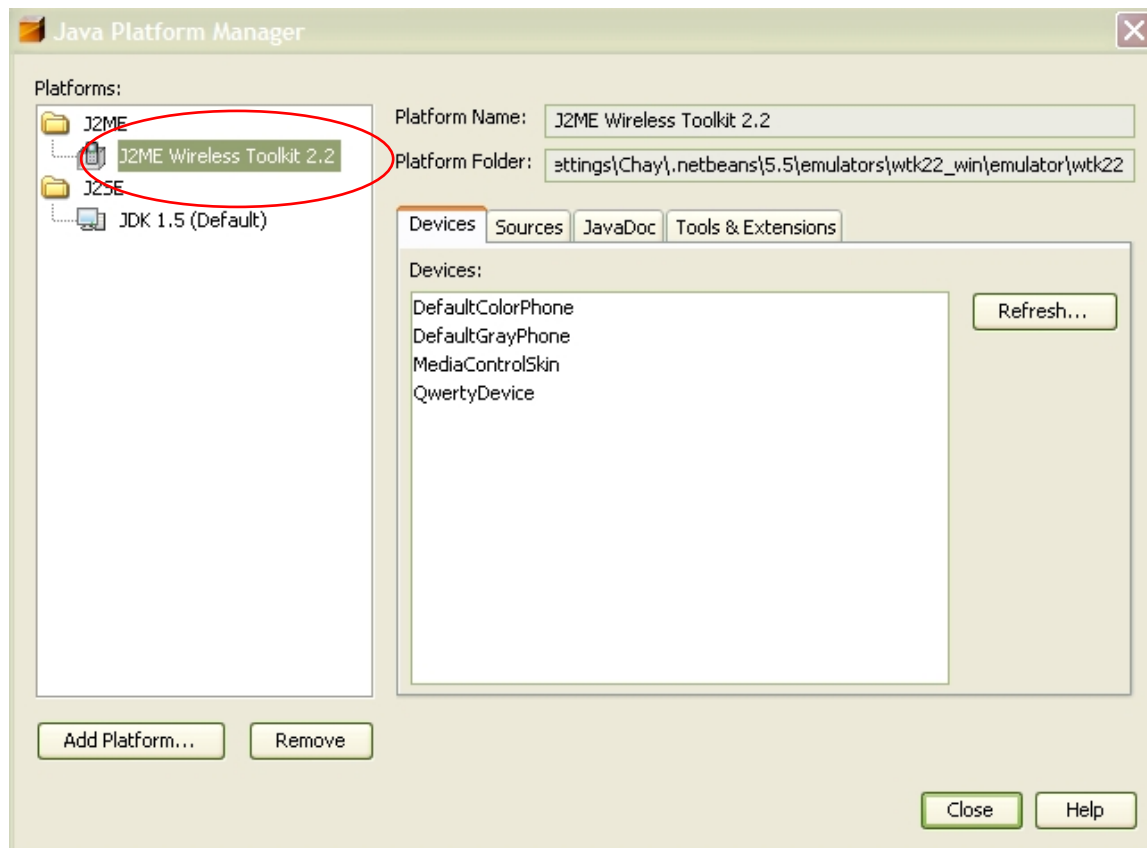 Java Platform Manager
Platforms:
J2ME
J2ME Wireless Toolkit 2.2
J2SE
JDK 1.5 (Default)
Platform Name: J2ME Wireless Toolkit 2.2
Platform Folder: ettings\Chay\.netbeans\5.5\emulators\wtk22_win\emulator\wtk22
Devices Sources JavaDoc Tools & Extensions
Devices:
DefaultColorPhone
DefaultGrayPhone
MediaControlSkin
QwertyDevice
Refresh...
Add Platform... Remove
Close Help